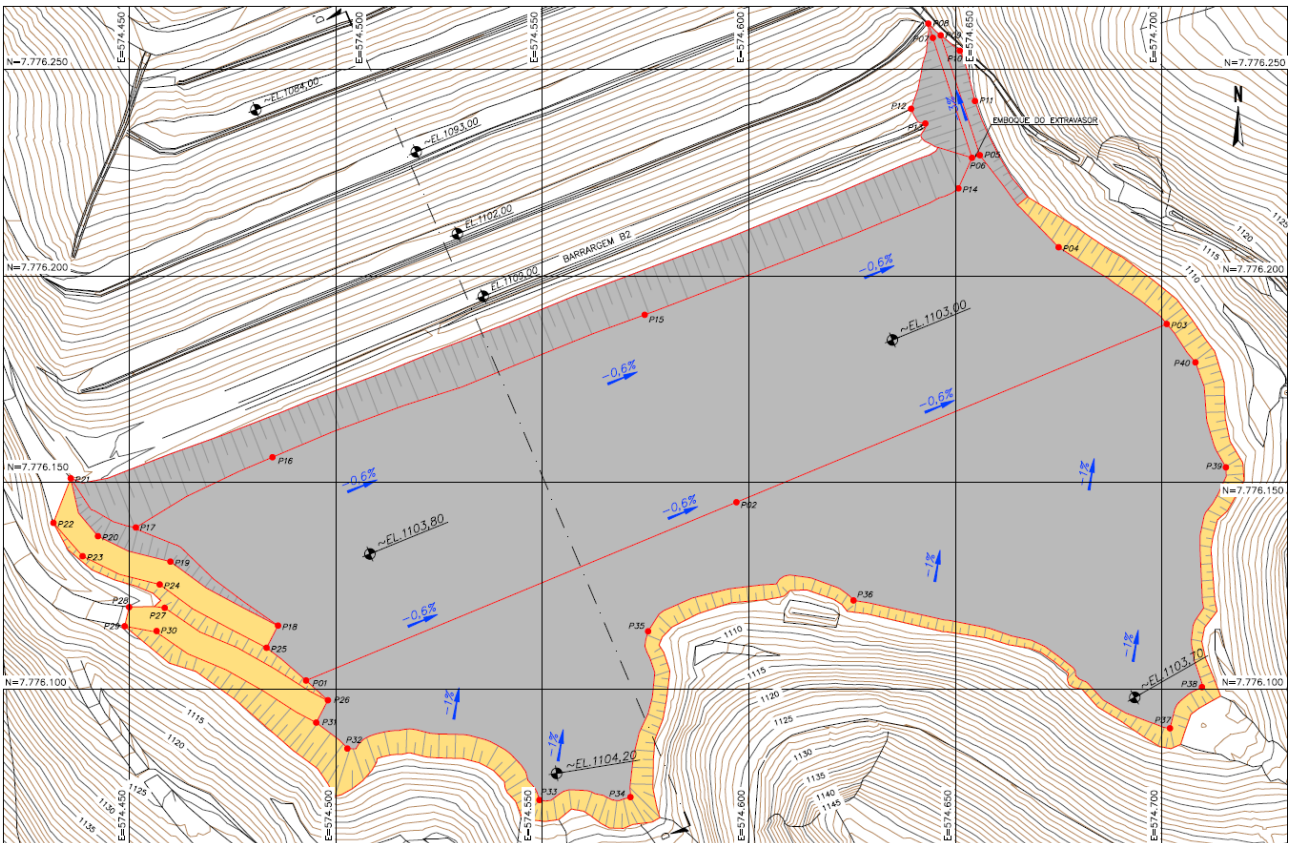 E=574.450
D
E=574.500
E=574.550
E=574.600
P08
E=574.650
E=574.700
P07
P09
P10
N=7.776.250
N=7.776.250
~EL.1084,00
P12
P11
N
P13
EMBOQUE DO EXTRAVASOR
~EL.1093,00
P05
P06
P14
EL.1102,00
BARRARGEM B2
P04
1125
1120
1115
1110
N=7.776.200
N=7.776.200
-0,6%
EL.1109,00
P15
~EL.1103,00
P03
P40
-0,6%
-0,6%
P16
N=7.776.150
P39
N=7.776.150
P21
-0,6%
-1%
P02
-0,6%
P22
P17
P20
~EL.1103,80
P23
P19
-1%
P24
P28
P27
P36
P29
P30
P18
-0,6%
P35
P25
1110
-1%
1115
~EL.1103,70
N=7.776.100
P01
1120
N=7.776.100
P26
-1%
1125
P38
1115
P31
1120
P32
-1%
P37
1130
~EL.1104,20
1135
1125
1140
1130
P33
P34
1145
1135
E=574.450
E=574.500
E=574.550
D
E=574.600
E=574.650
E=574.700